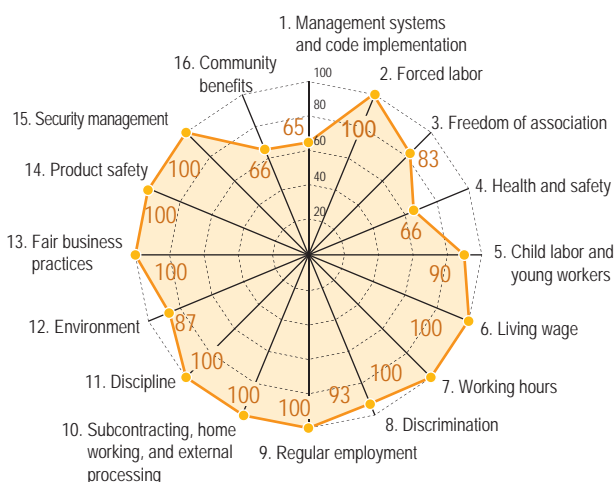 1. Management systems
and code implementation
2. Forced labor
3. Freedom of association
4. Health and safety
5. Child labor and
young workers
6. Living wage
7. Working hours
8. Discrimination
9. Regular employment
10. Subcontracting, home
working, and external
processing
11. Discipline
12. Environment
13. Fair business
practices
14. Product safety
15. Security management
16. Community
benefits
100
80
60
40
20
65
100
83
66
90
100
100
93
100
100
100
87
100
100
100
66